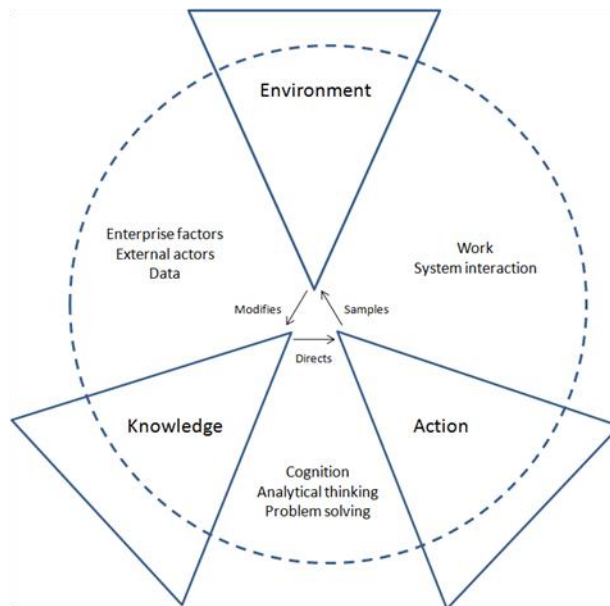 Environment
Enterprise factors
External actors
Data
Work
System interaction
Modifies
Samples
Directs
Knowledge
Action
Cognition
Analytical thinking
Problem solving